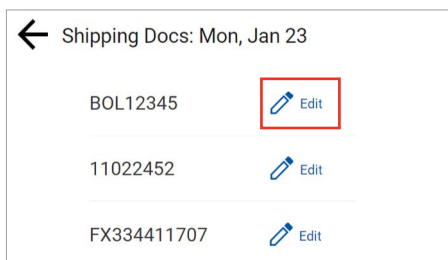 Shipping Docs: Mon, Jan 23
BOL12345 Edit
11022452 Edit
FX334411707 Edit